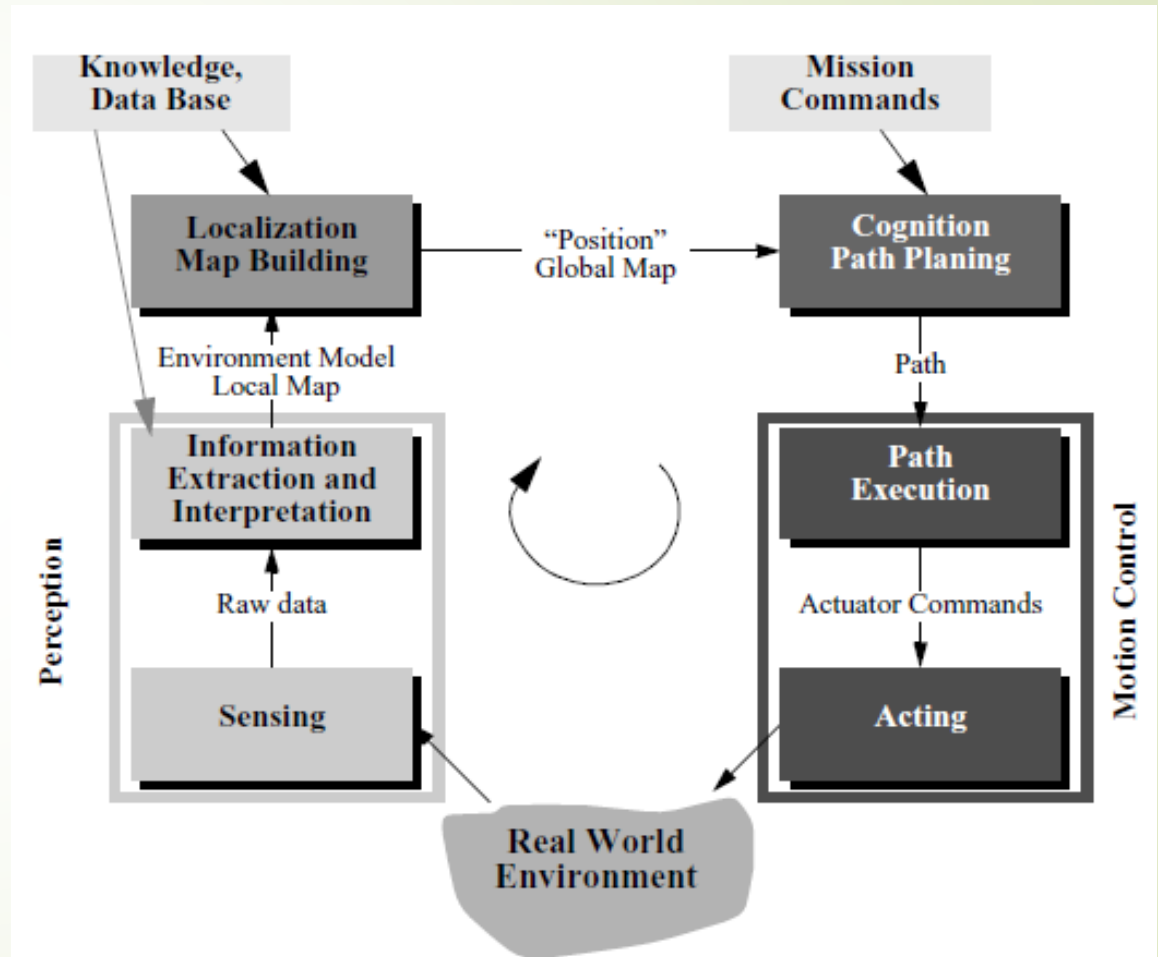 Knowledge,
Data Base
Mission
Commands
Localization
Map Building
“Position”
Global Map
Cognition
Path Planing
Environment Model
Local Map
Path
Information
Extraction and
Interpretation
Path
Execution
Perception
Raw data
Actuator Commands
Motion Control
Sensing
Acting
Real World
Environment